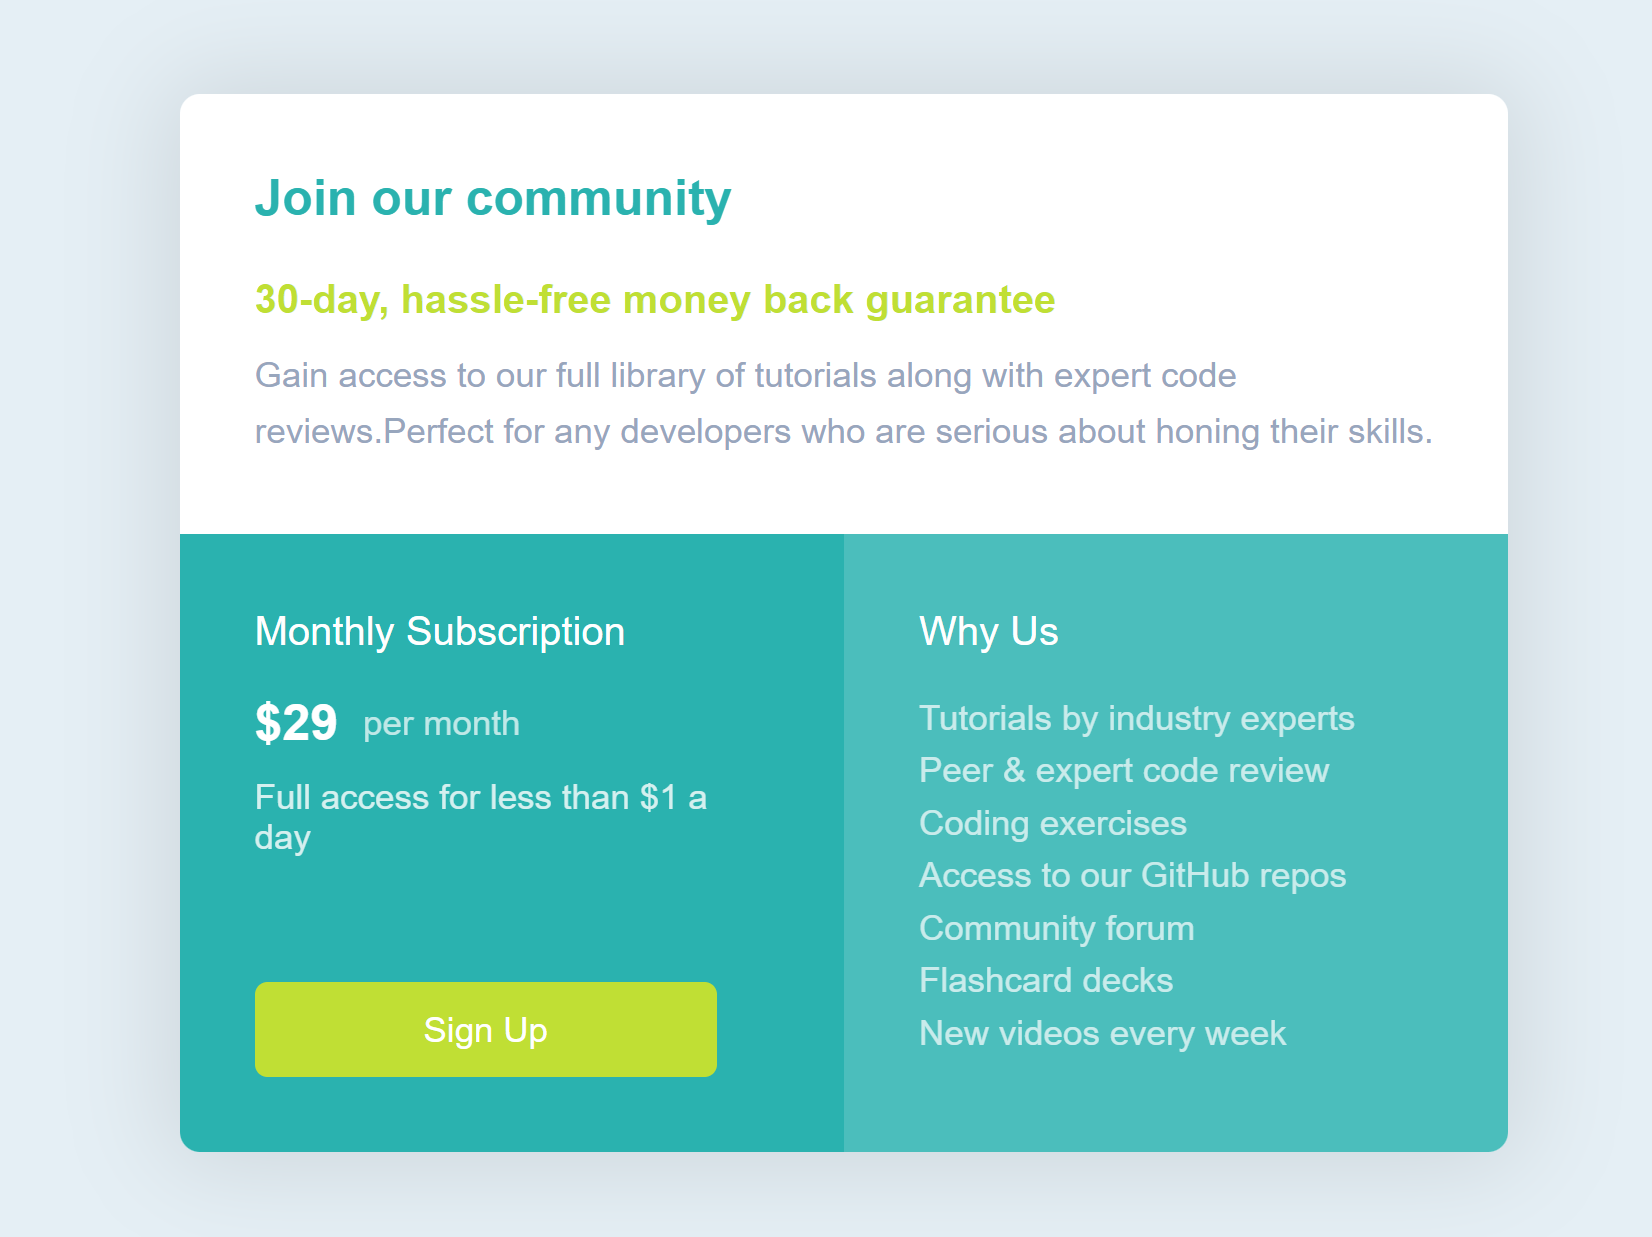 Join our community
30-day, hassle-free money back guarantee
Gain access to our full library of tutorials along with expert code
reviews.Perfect for any developers who are serious about honing their skills.
Monthly Subscription
$29 per month
Full access for less than $1 a
day
Sign Up
Why Us
Tutorials by industry experts
Peer & expert code review
Coding exercises
Access to our GitHub repos
Community forum
Flashcard decks
New videos every week